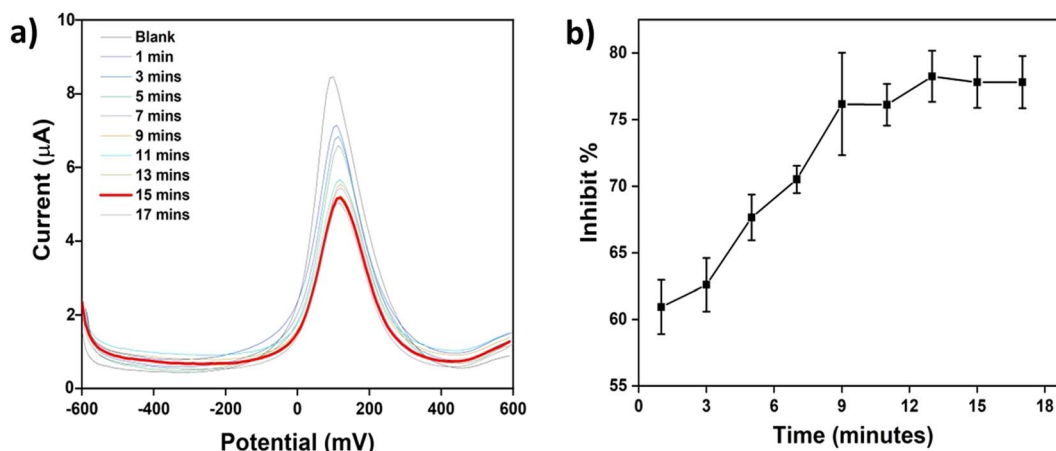 a)
Blank
1 min
3 mins
5 mins
7 mins
9 mins
11 mins
13 mins
15 mins
17 mins
Current (μA)
10
8
6
4
2
0
-600
-400
-200
0
200
400
600
Potential (mV)
b)
Inhibit %
80
75
70
65
60
55
0
3
6
9
12
15
18
Time (minutes)